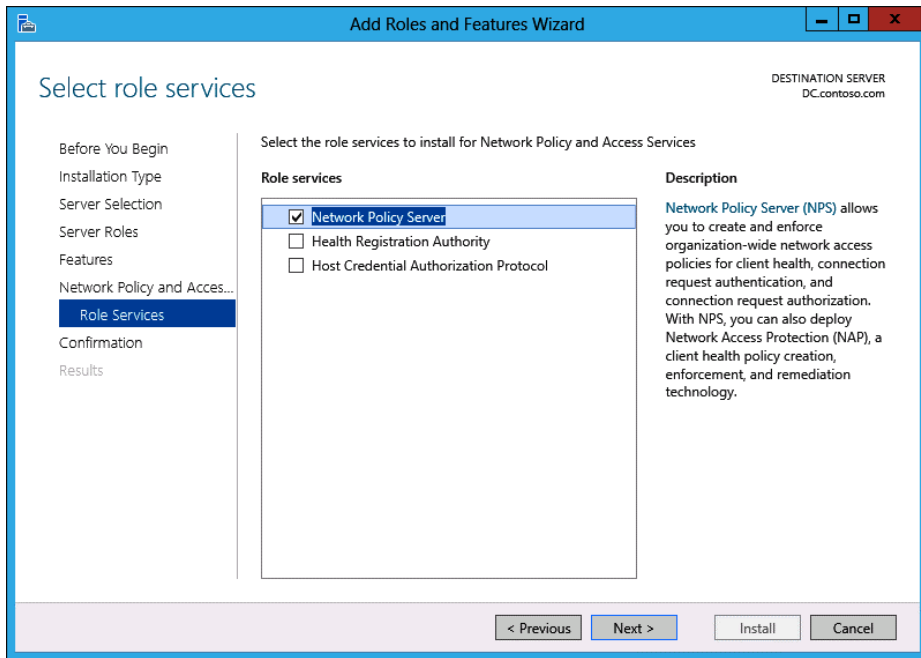 Add Roles and Features Wizard
X
Select role services
DESTINATION SERVER
DC.contoso.com
Before You Begin
Installation Type
Server Selection
Server Roles
Features
Network Policy and Acces...
Role Services
Confirmation
Results
Select the role services to install for Network Policy and Access Services
Role services
Network Policy Server
Health Registration Authority
Host Credential Authorization Protocol
Description
Network Policy Server (NPS) allows
you to create and enforce
organization-wide network access
policies for client health, connection
request authentication, and
connection request authorization.
With NPS, you can also deploy
Network Access Protection (NAP), a
client health policy creation,
enforcement, and remediation
technology.
< Previous
Next >
Install
Cancel